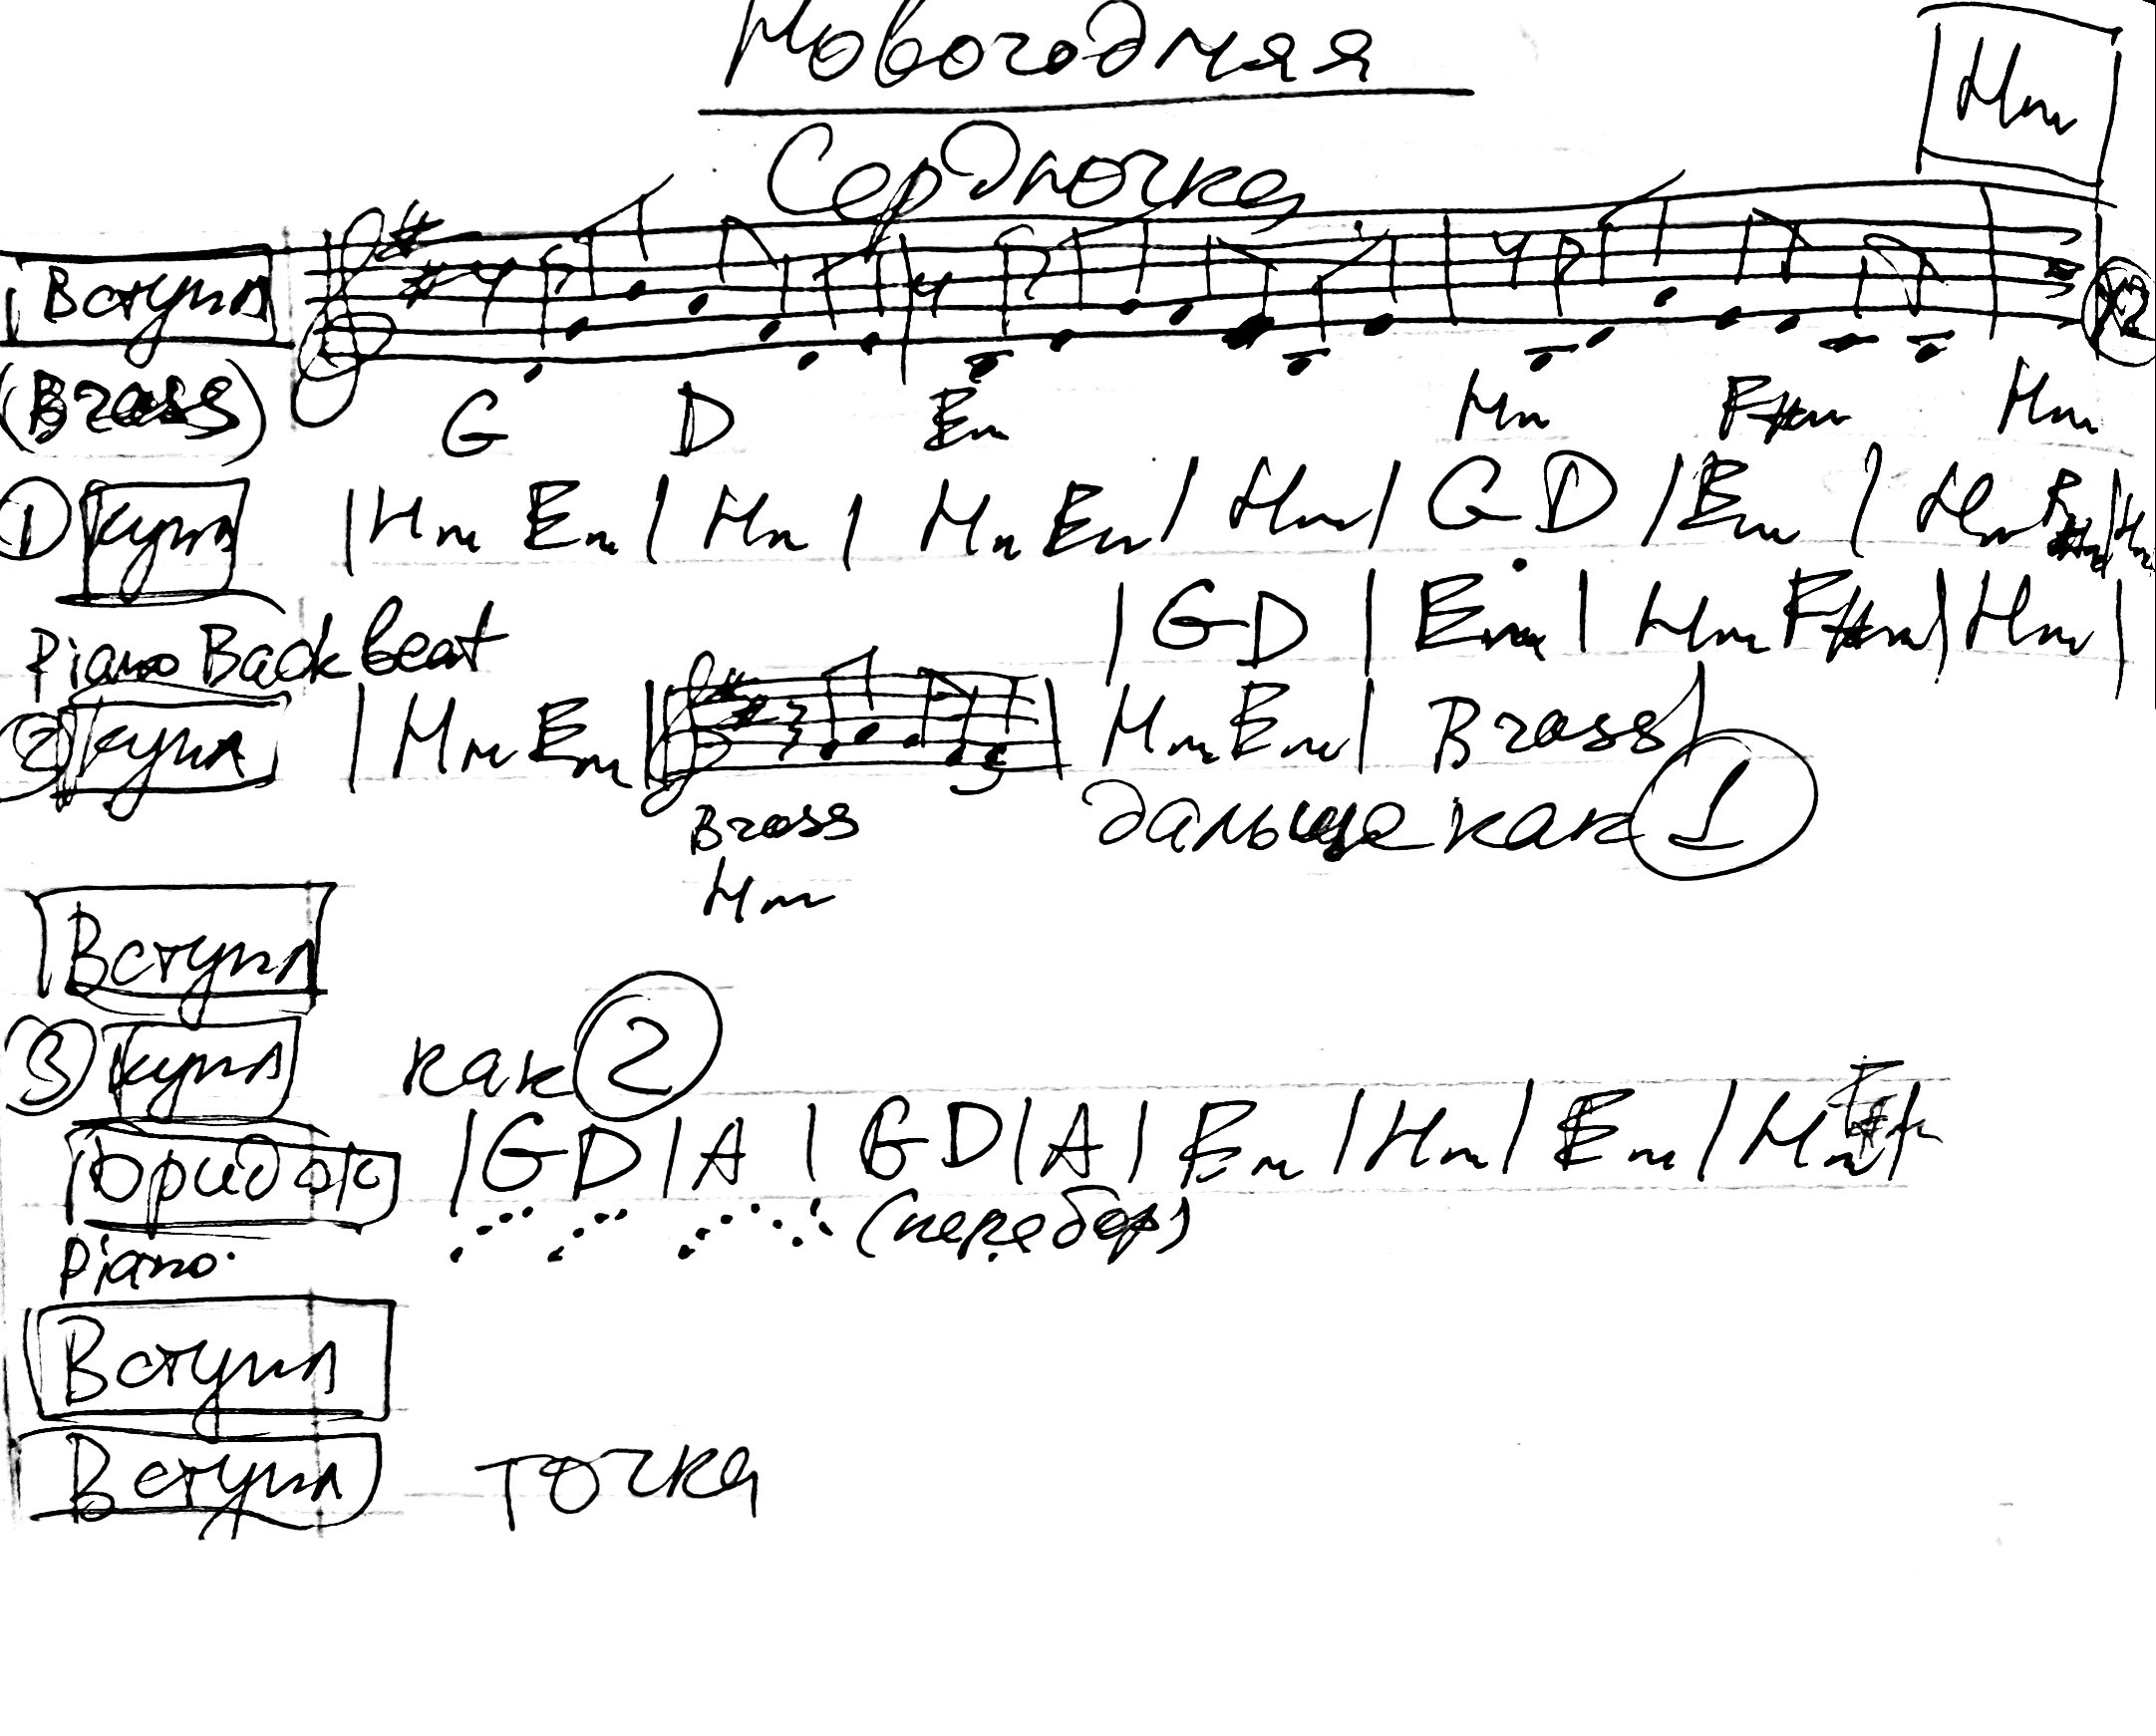 Новогодняя
Hm
Сердючка
Вступл
x2
(Brass)
G D Em Hm F#m Hm
① Купл |Hm Em| Hm | Hm Em | Hm | G D | Em | Hm F#m | Hm
Piano Back beat |G D | Em | Hm F#m| Hm |
② Купл | Hm Em | Hm Em | Brass |
Brass дальше как ①
Hm
Вступл
③ Купл как ②
|G D | A | G D | A | Em | Hm | Em | Hm
Piano. (перебор)
Вступл
Вступл точка